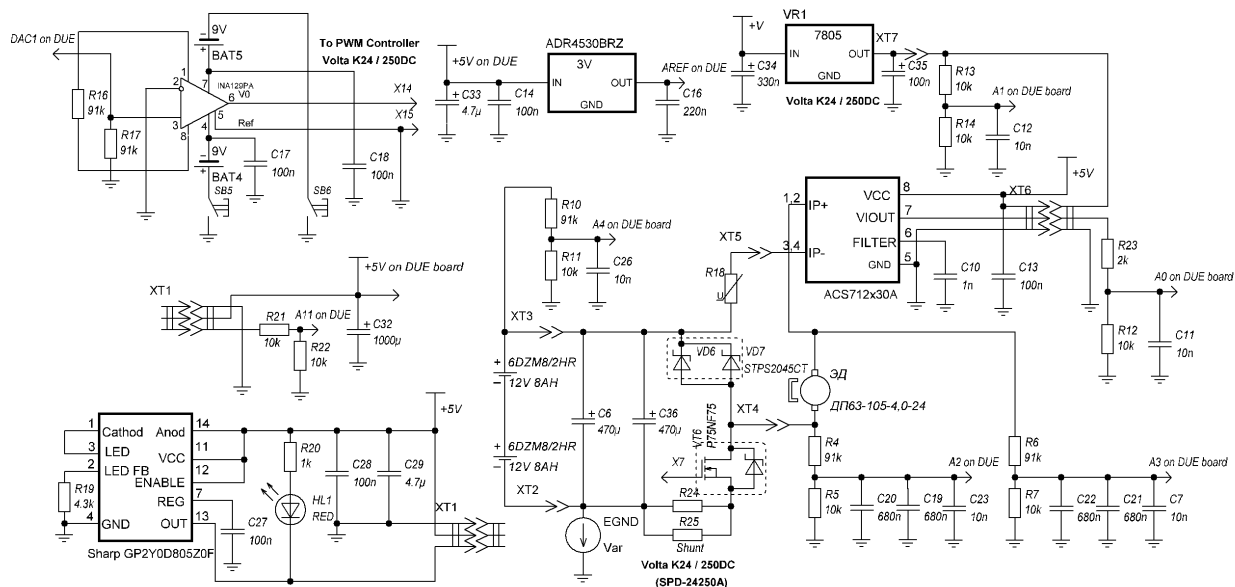 DAC1 on DUE
9V
BAT5
To PWM Controller
Volta K24 / 250DC
R16
91k
R17
91k
1
2
3
8
7
INA129PA
V0
6
5
4
Ref
X14
X15
9V
BAT4
C17
100n
C18
100n
SB5
SB6
+5V on DUE
C33
4.7µ
C14
100n
ADR4530BRZ
3V
IN
OUT
GND
AREF on DUE
C16
220n
+V
C34
330n
VR1
7805
IN
OUT
GND
Volta K24 / 250DC
XT7
C35
100n
R13
10k
R14
10k
A1 on DUE board
C12
10n
+5V
1,2
IP+
3,4
IP-
VCC
VIOUT
FILTER
GND
8
7
6
5
ACS712x30A
XT6
C10
1n
C13
100n
R23
2k
A0 on DUE board
R12
10k
C11
10n
R10
91k
A4 on DUE board
R11
10k
C26
10n
XT5
R18
U
XT3
+5V on DUE board
XT1
R21
10k
A11 on DUE
R22
10k
C32
1000µ
+
6DZM8/2HR
–
12V 8AH
+
6DZM8/2HR
–
12V 8AH
XT2
C6
470µ
C36
470µ
VD6
VD7
STPS2045CT
XT4
VT6
P75NF75
X7
R24
R25
Shunt
EGND
Var
Volta K24 / 250DC
(SPD-24250A)
ЭД
ДП63-105-4,0-24
R4
91k
R5
10k
A2 on DUE
C20
680n
C19
680n
C23
10n
R6
91k
R7
10k
A3 on DUE board
C22
680n
C21
680n
C7
10n
1
Cathod
3
LED
2
LED FB
4
GND
Anod
14
VCC
11
ENABLE
12
REG
7
OUT
13
R19
4.3k
Sharp GP2Y0D805Z0F
C27
100n
R20
1k
HL1
RED
C28
100n
C29
4.7µ
+5V
XT1